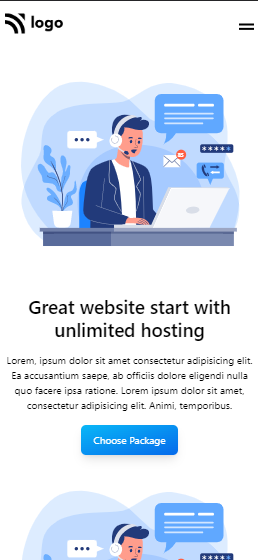 logo
Great website start with
unlimited hosting
Lorem, ipsum dolor sit amet consectetur adipisicing elit.
Ea accusantium saepe, ab officiis dolore eligendi nulla
quo facere ipsa ratione. Lorem ipsum dolor sit amet,
consectetur adipisicing elit. Animi, temporibus.
Choose Package